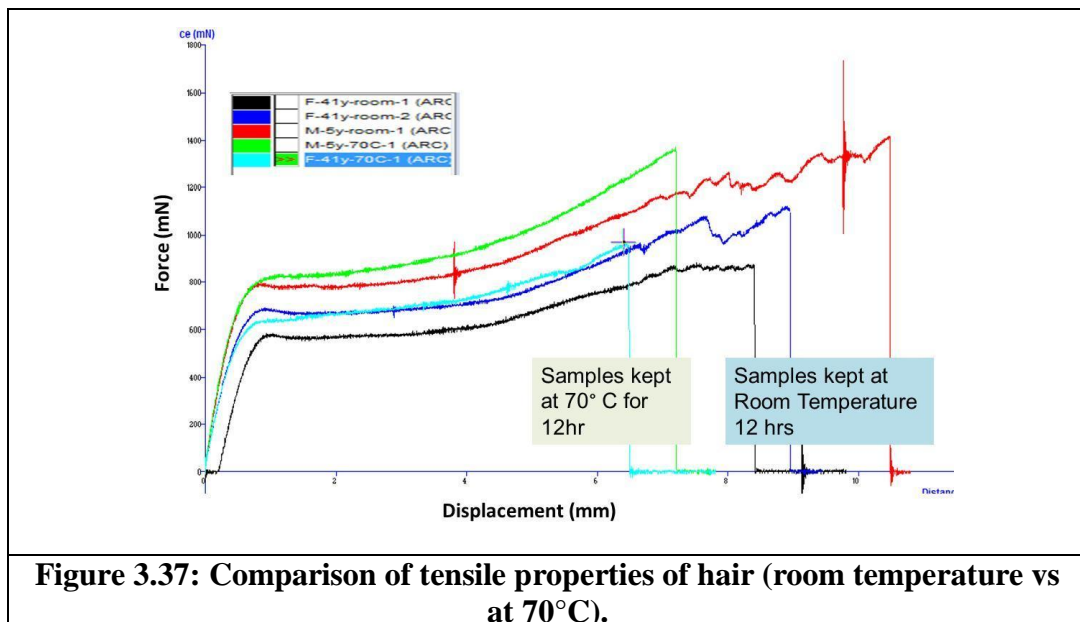 ce (mN)
1800
1600
1400
1200
1000
800
600
400
200
0
Force (mN)
F-41y-room-1 (ARC
F-41y-room-2 (ARC
M-5y-room-1 (ARC)
M-5y-70C-1 (ARC)
>> F-41y-70C-1 (ARC)
Samples kept
at 70° C for
12hr
Samples kept at
Room Temperature
12 hrs
0 2 4 6 8 10
Distanc
Displacement (mm)
Figure 3.37: Comparison of tensile properties of hair (room temperature vs
at 70°C).